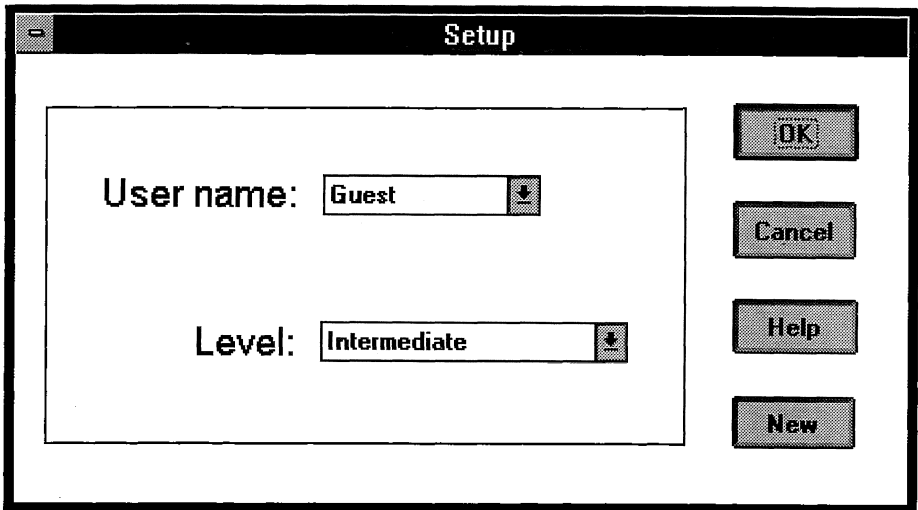 Setup
User name: Guest
Level: Intermediate
OK
Cancel
Help
New